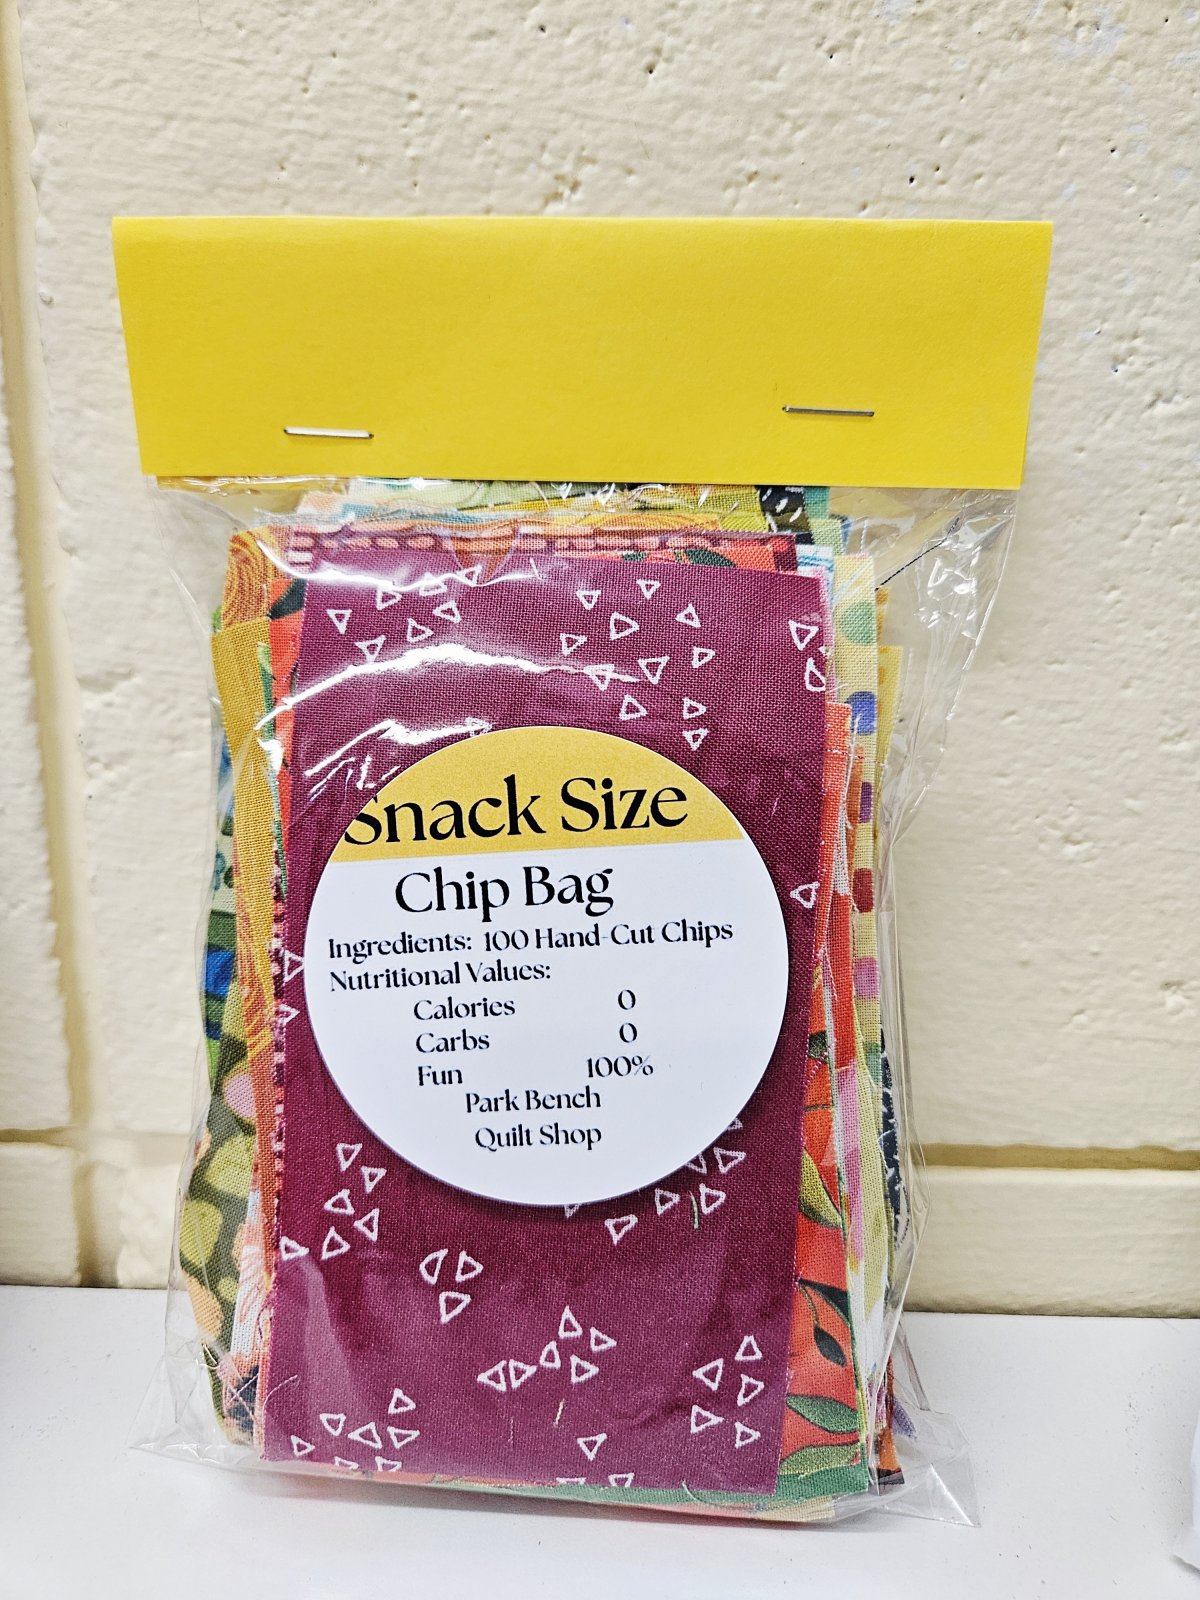 Snack Size
Chip Bag
Ingredients: 100 Hand-Cut Chips
Nutritional Values:
Calories 0
Carbs 0
Fun 100%
Park Bench
Quilt Shop